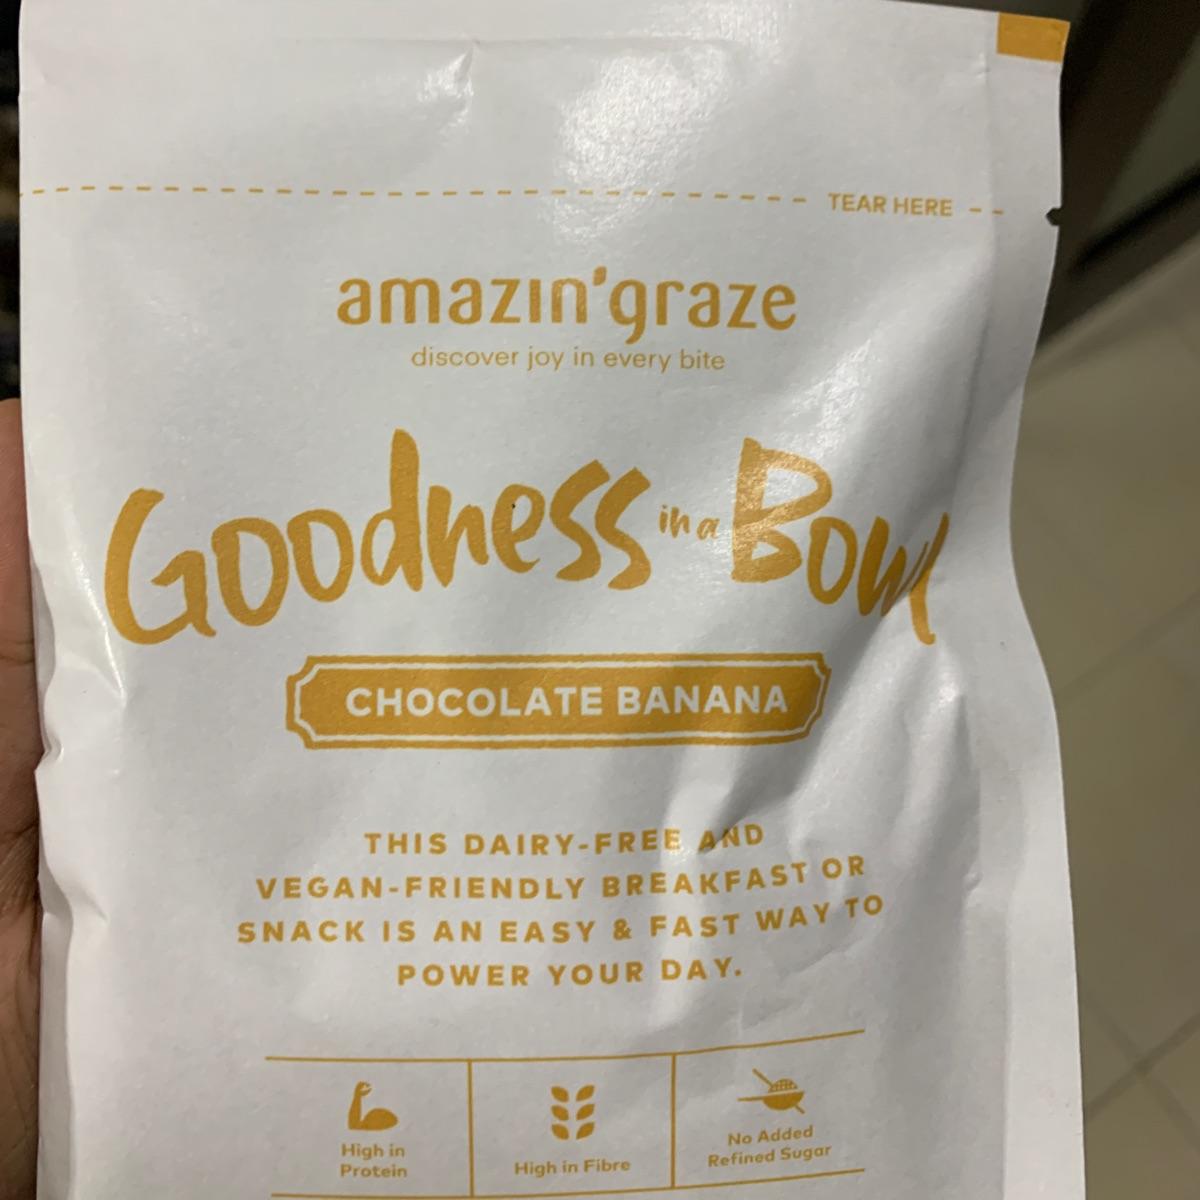 TEAR HERE
amazin'graze
discover joy in every bite
Goodness in a Bowl
CHOCOLATE BANANA
THIS DAIRY-FREE AND
VEGAN-FRIENDLY BREAKFAST OR
SNACK IS AN EASY & FAST WAY TO
POWER YOUR DAY.
High in
Protein
High in Fibre
No Added
Refined Sugar